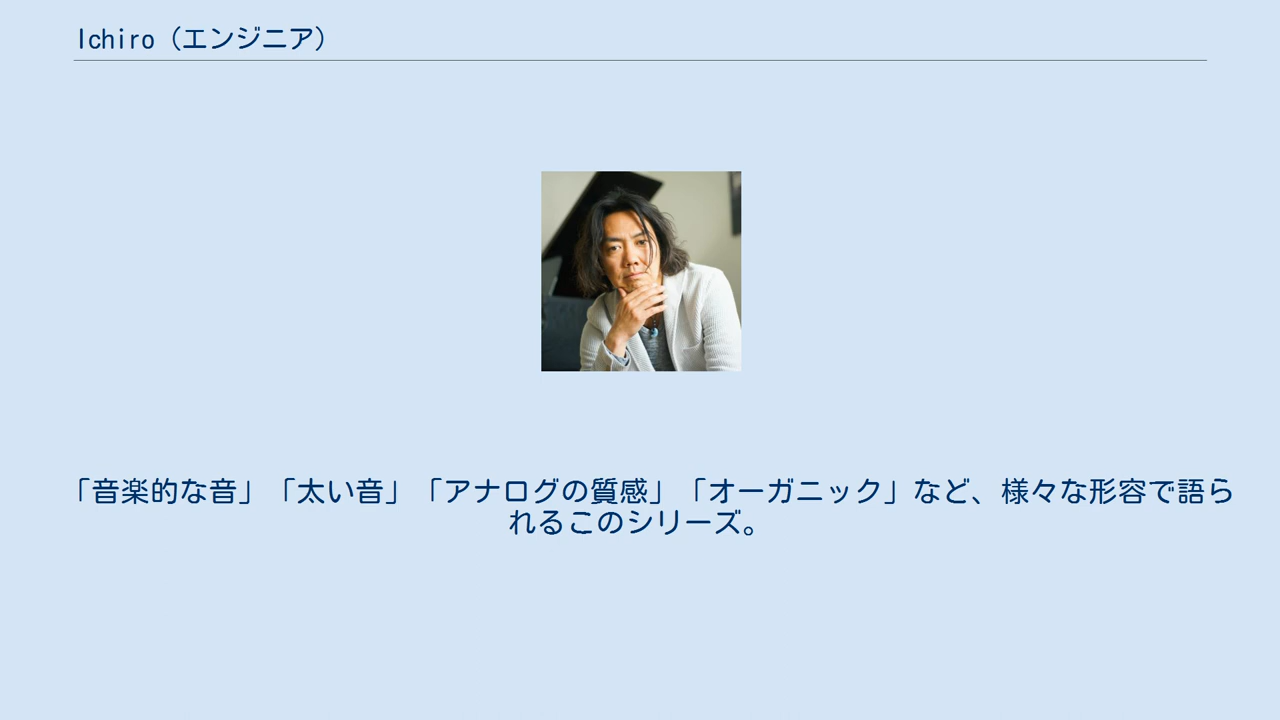 Ichiro（エンジニア）
「音楽的な音」「太い音」「アナログの質感」「オーガニック」など、様々な形容で語ら
れるこのシリーズ。